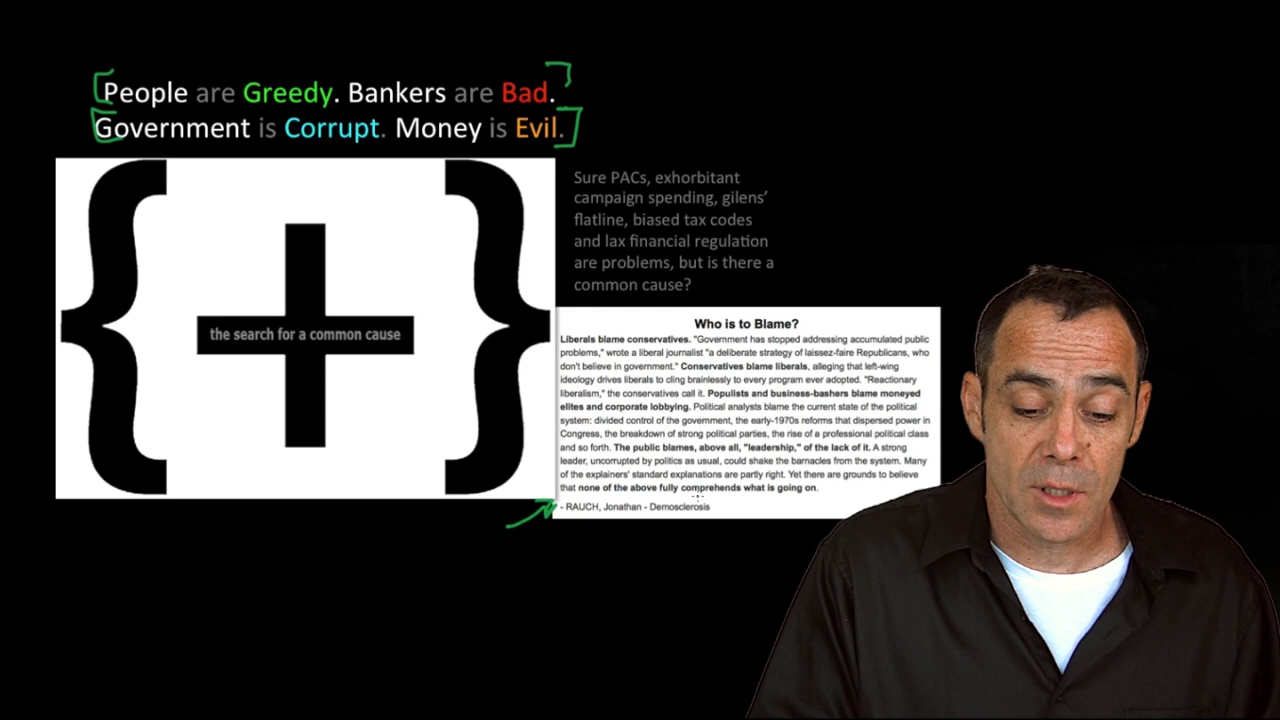 People are Greedy. Bankers are Bad.
Government is Corrupt. Money is Evil.
the search for a common cause
Sure PACs, exhorbitant
campaign spending, gilens’
flatline, biased tax codes
and lax financial regulation
are problems, but is there a
common cause?
Who is to Blame?
Liberals blame conservatives. "Government has stopped addressing accumulated public
problems," wrote a liberal journalist "a deliberate strategy of laissez-faire Republicans, who
don't believe in government." Conservatives blame liberals, alleging that left-wing
ideology drives liberals to cling brainlessly to every program ever adopted. "Reactionary
liberalism," the conservatives call it. Populists and business-bashers blame moneyed
elites and corporate lobbying. Political analysts blame the current state of the political
system: divided control of the government, the early-1970s reforms that dispersed power in
Congress, the breakdown of strong political parties, the rise of a professional political class
and so forth. The public blames, above all, "leadership," of the lack of it. A strong
leader, uncorrupted by politics as usual, could shake the barnacles from the system. Many
of the explainers' standard explanations are partly right. Yet there are grounds to believe
that none of the above fully comprehends what is going on.
- RAUCH, Jonathan - Demosclerosis